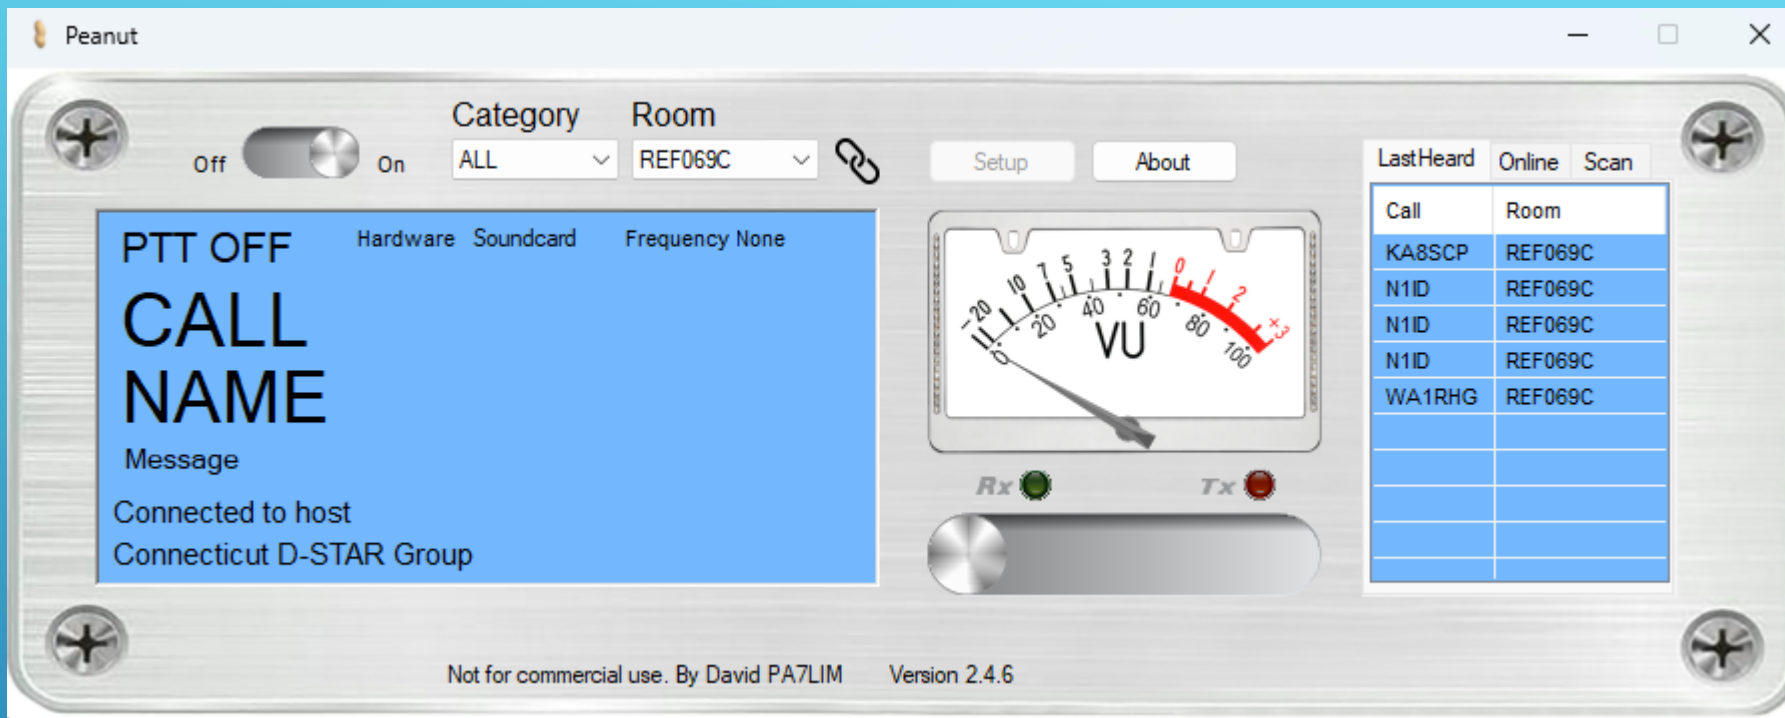 Peanut
Category Room
Off On ALL REF069C
Setup About
LastHeard Online Scan
PTT OFF Hardware Soundcard Frequency None
CALL
NAME
Message
Connected to host
Connecticut D-STAR Group
-20 10 7 5 3 2 1 0 1 2 +3
0 20 40 60 80 100
VU
Rx Tx
Call Room
KA8SCP REF069C
N1ID REF069C
N1ID REF069C
N1ID REF069C
WA1RHG REF069C
Not for commercial use. By David PA7LIM Version 2.4.6